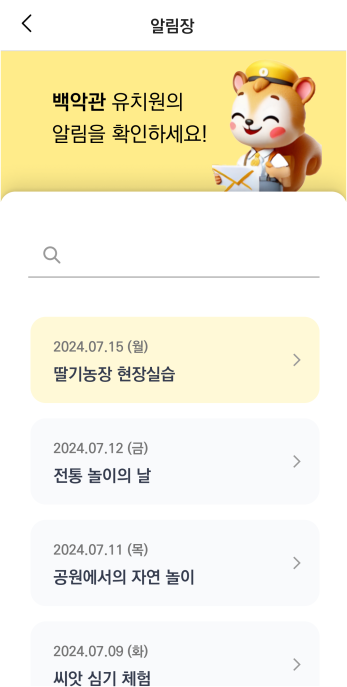 알림장
백악관 유치원의
알림을 확인하세요!
2024.07.15 (월)
딸기농장 현장실습
2024.07.12 (금)
전통 놀이의 날
2024.07.11 (목)
공원에서의 자연 놀이
2024.07.09 (화)
씨앗 심기 체험